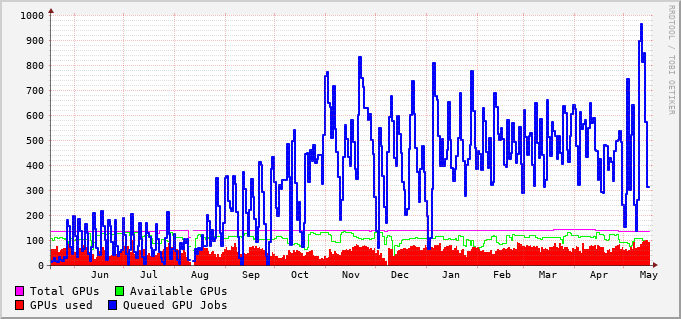 1000
900
800
700
600
500
400
300
200
100
0
Jun Jul Aug Sep Oct Nov Dec Jan Feb Mar Apr May
Total GPUs Available GPUs
GPUs used Queued GPU Jobs
RRDTOOL / TOBI OETIKER